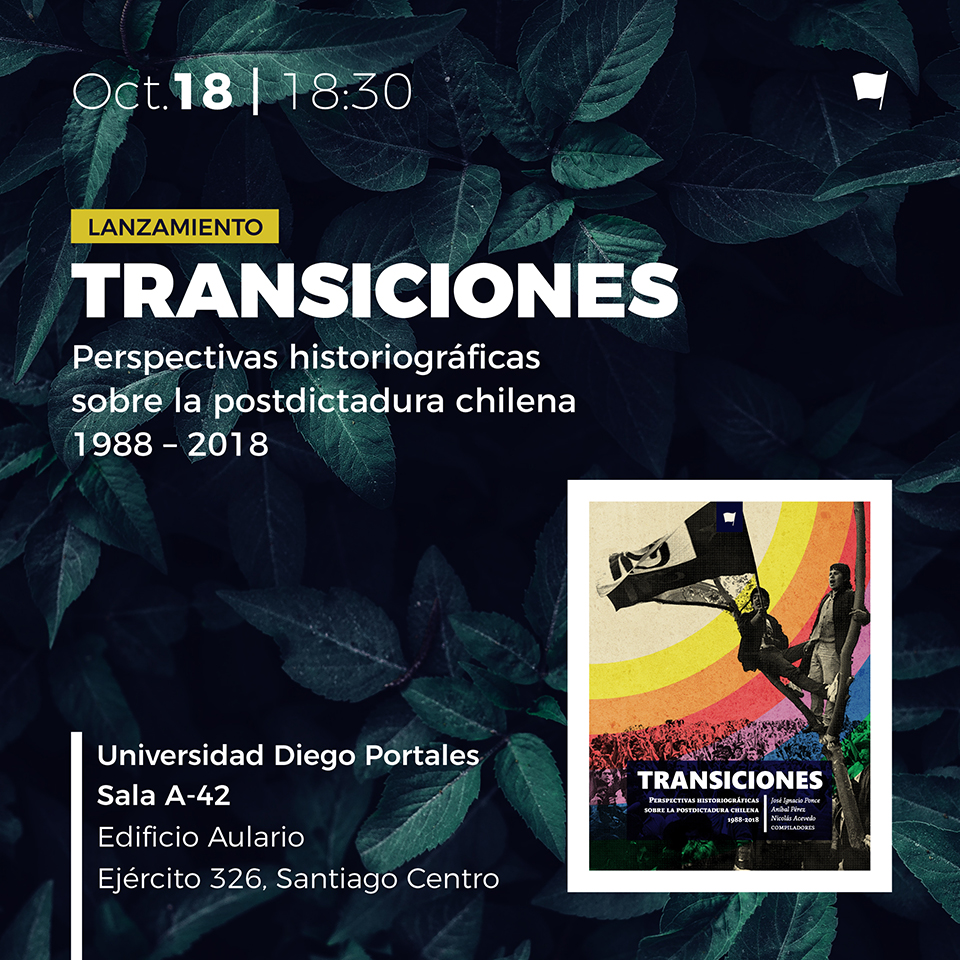 Oct.18 | 18:30
LANZAMIENTO
TRANSICIONES
Perspectivas historiográficas
sobre la postdictadura chilena
1988 – 2018
Universidad Diego Portales
Sala A-42
Edificio Aulario
Ejército 326, Santiago Centro
NO
TRANSICIONES
Perspectivas historiográficas
sobre la postdictadura chilena
1988-2018
José Ignacio Ponce
Aníbal Pérez
Nicolás Acevedo
compiladores